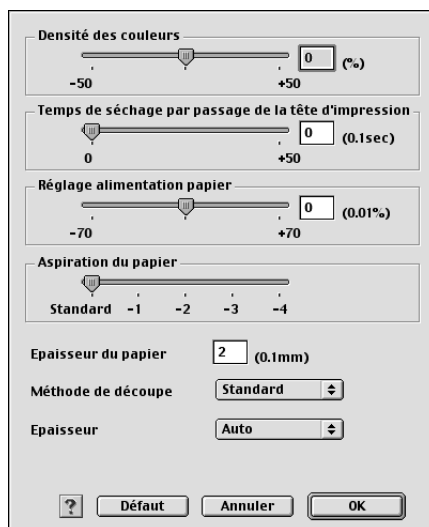 Densité des couleurs
0 (%)
-50 +50
Temps de séchage par passage de la tête d'impression
0 (0.1sec)
0 +50
Réglage alimentation papier
0 (0.01%)
-70 +70
Aspiration du papier
Standard -1 -2 -3 -4
Epaisseur du papier 2 (0.1mm)
Méthode de découpe Standard
Epaisseur Auto
? Défaut Annuler OK